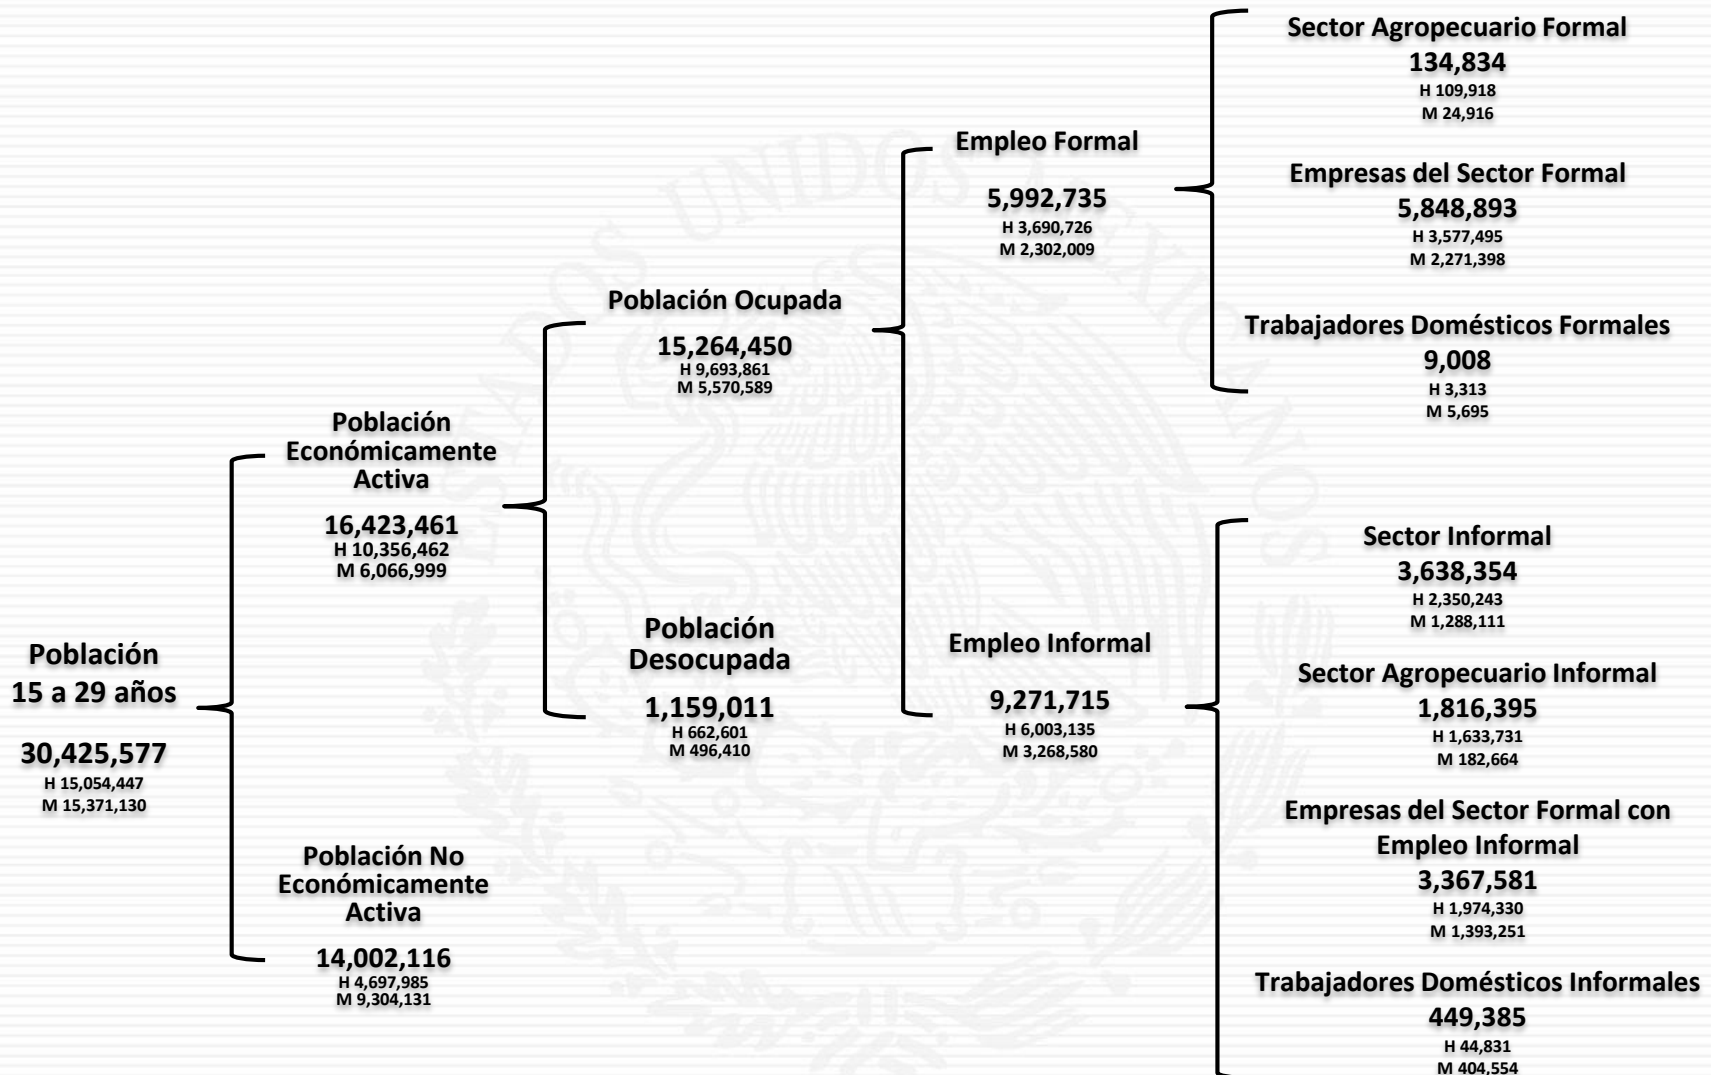 Población
15 a 29 años
30,425,577
H 15,054,447
M 15,371,130
Población
Económicamente
Activa
16,423,461
H 10,356,462
M 6,066,999
Población No
Económicamente
Activa
14,002,116
H 4,697,985
M 9,304,131
Población Ocupada
15,264,450
H 9,693,861
M 5,570,589
Población
Desocupada
1,159,011
H 662,601
M 496,410
Empleo Formal
5,992,735
H 3,690,726
M 2,302,009
Empleo Informal
9,271,715
H 6,003,135
M 3,268,580
Sector Agropecuario Formal
134,834
H 109,918
M 24,916
Empresas del Sector Formal
5,848,893
H 3,577,495
M 2,271,398
Trabajadores Domésticos Formales
9,008
H 3,313
M 5,695
Sector Informal
3,638,354
H 2,350,243
M 1,288,111
Sector Agropecuario Informal
1,816,395
H 1,633,731
M 182,664
Empresas del Sector Formal con
Empleo Informal
3,367,581
H 1,974,330
M 1,393,251
Trabajadores Domésticos Informales
449,385
H 44,831
M 404,554
ESTADOS UNIDOS MEXICANOS